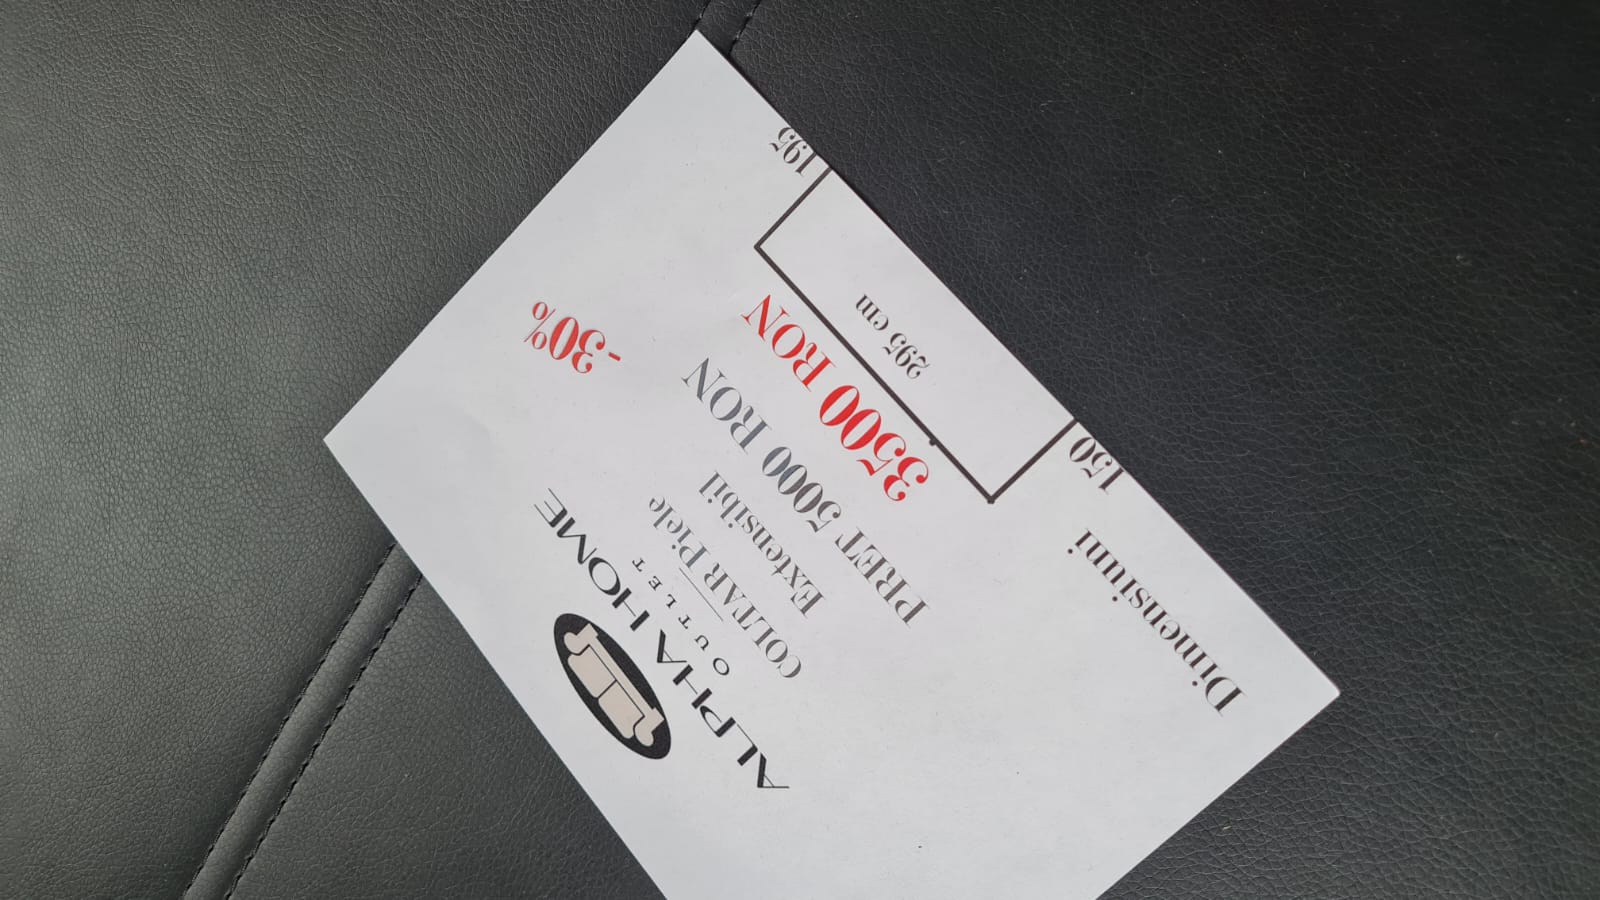 ALPHA HOME
OUTLET
COLTAR Piele
Extensibil
PRET 5000 RON
3500 RON
-30%
Dimensiuni
150
295 cm
195